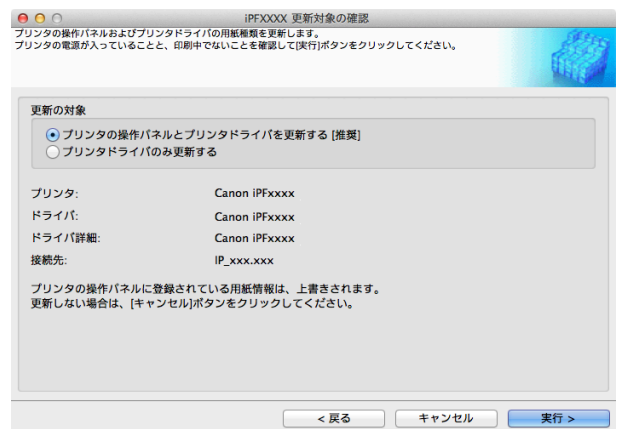 iPFXXXX 更新対象の確認
プリンタの操作パネルおよびプリンタドライバの用紙種類を更新します。
プリンタの電源が入っていることと、印刷中でないことを確認して[実行]ボタンをクリックしてください。
更新の対象
プリンタの操作パネルとプリンタドライバを更新する [推奨]
プリンタドライバのみ更新する
プリンタ: Canon iPFxxxx
ドライバ: Canon iPFxxxx
ドライバ詳細: Canon iPFxxxx
接続先: IP_xxx.xxx
プリンタの操作パネルに登録されている用紙情報は、上書きされます。
更新しない場合は、[キャンセル]ボタンをクリックしてください。
< 戻る キャンセル 実行 >